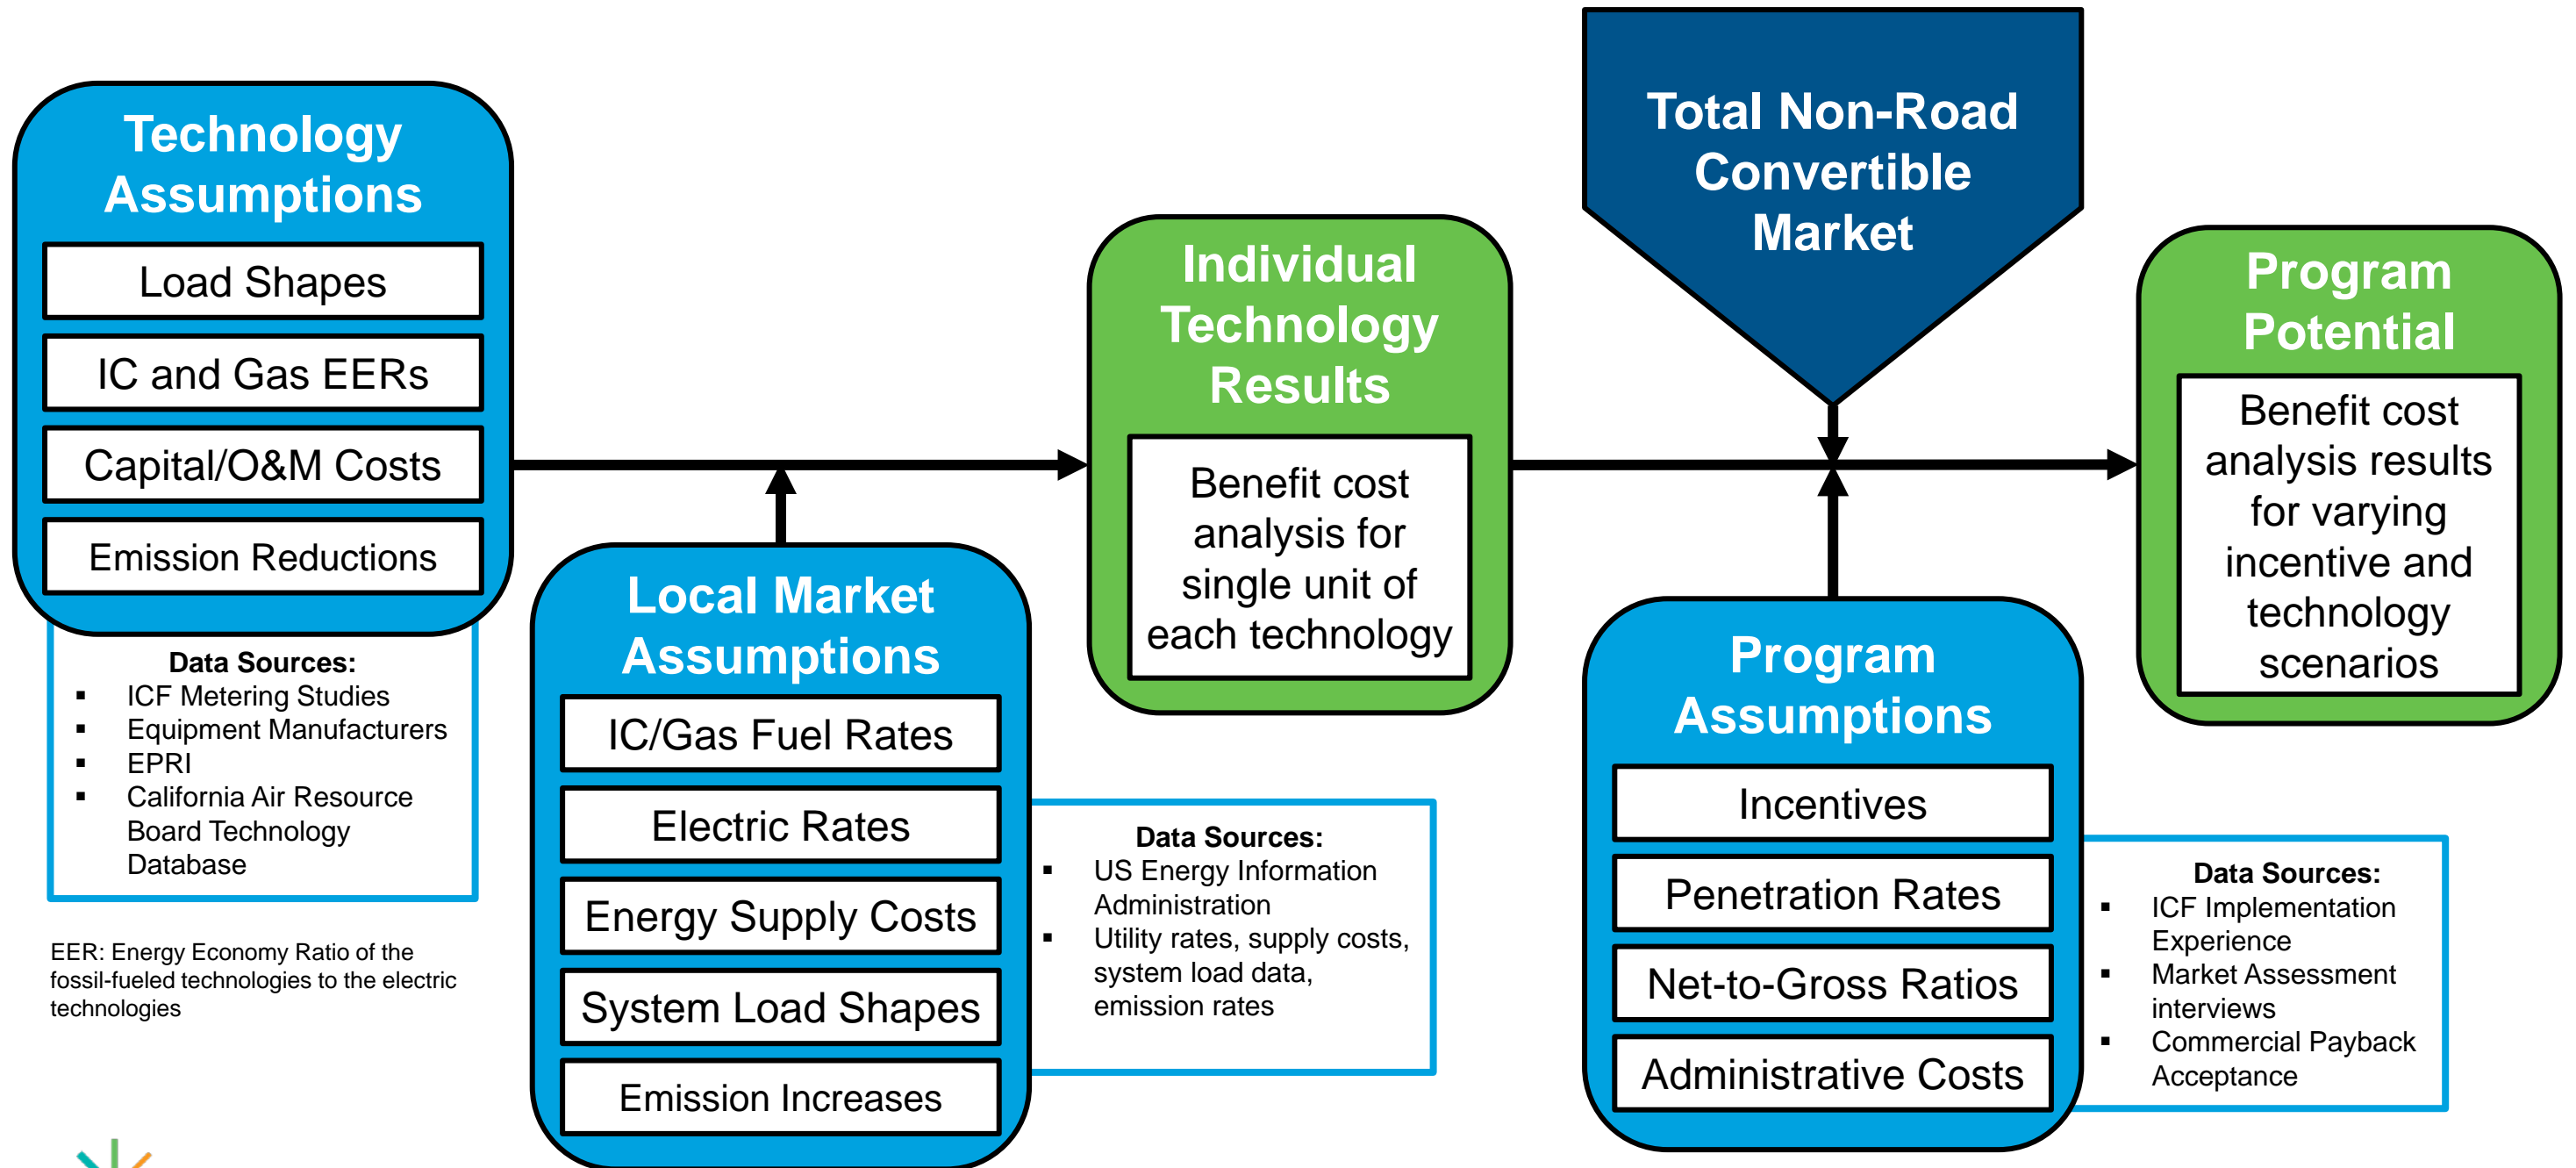 Technology
Assumptions
Load Shapes
IC and Gas EERs
Capital/O&M Costs
Emission Reductions
Data Sources:
▪ ICF Metering Studies
▪ Equipment Manufacturers
▪ EPRI
▪ California Air Resource
Board Technology
Database
EER: Energy Economy Ratio of the
fossil-fueled technologies to the electric
technologies
Local Market
Assumptions
IC/Gas Fuel Rates
Electric Rates
Energy Supply Costs
System Load Shapes
Emission Increases
Data Sources:
▪ US Energy Information
Administration
▪ Utility rates, supply costs,
system load data,
emission rates
Individual
Technology
Results
Benefit cost
analysis for
single unit of
each technology
Total Non-Road
Convertible
Market
Program
Assumptions
Incentives
Penetration Rates
Net-to-Gross Ratios
Administrative Costs
Data Sources:
▪ ICF Implementation
Experience
▪ Market Assessment
interviews
▪ Commercial Payback
Acceptance
Program
Potential
Benefit cost
analysis results
for varying
incentive and
technology
scenarios